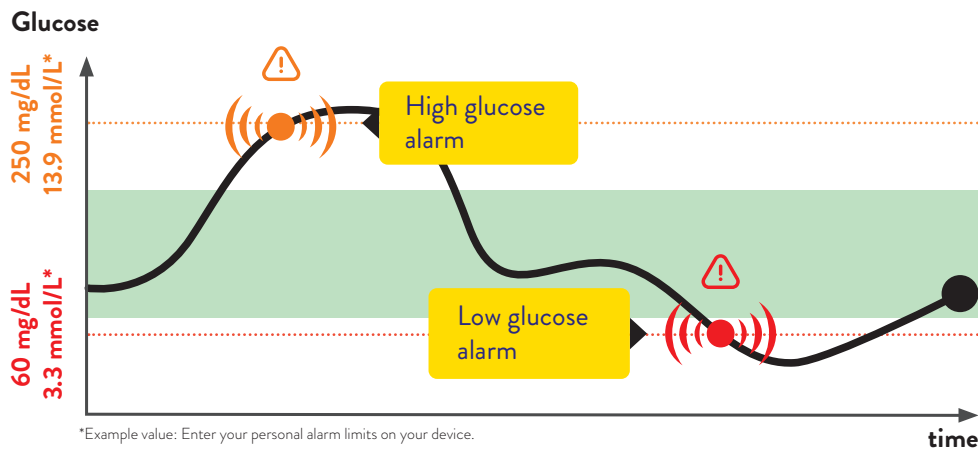 Glucose
250 mg/dL
13.9 mmol/L*
High glucose
alarm
60 mg/dL
3.3 mmol/L*
Low glucose
alarm
*Example value: Enter your personal alarm limits on your device.
time